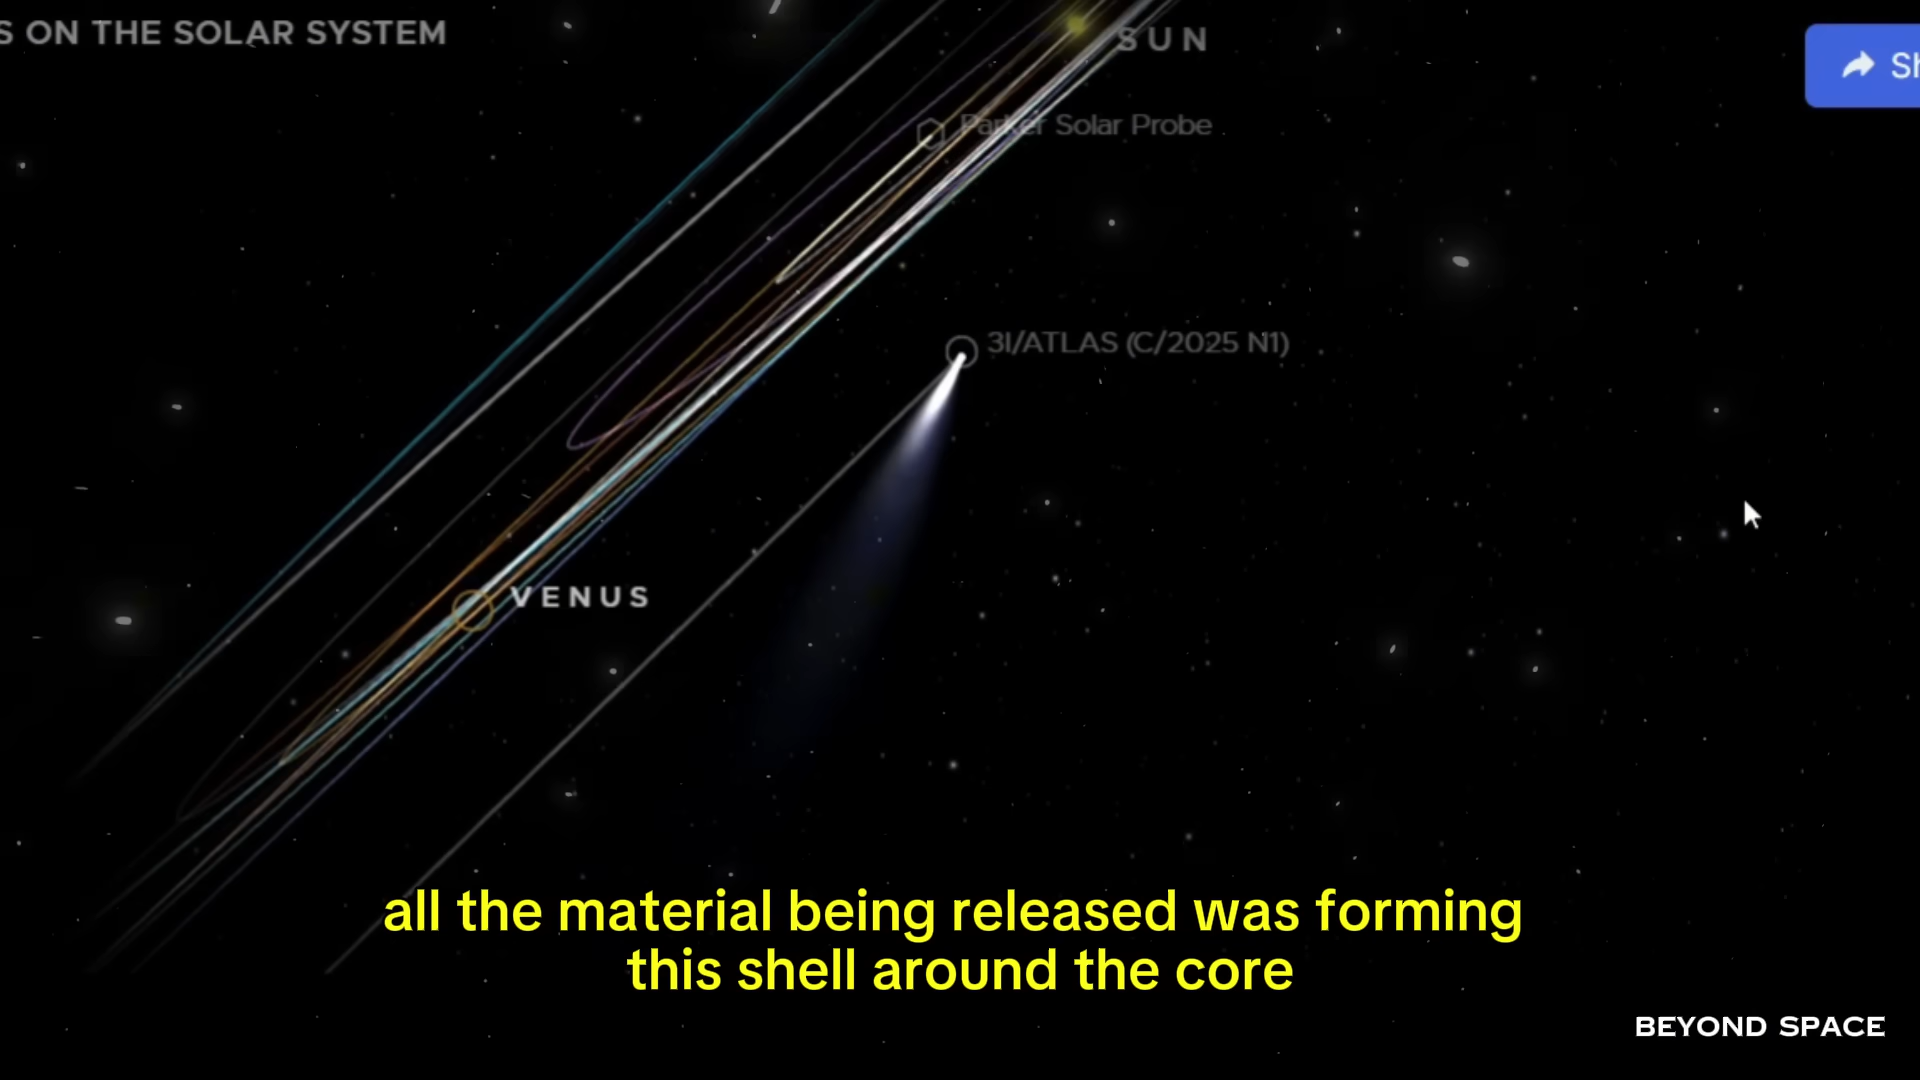 S ON THE SOLAR SYSTEM
SUN
Sh
Parker Solar Probe
3I/ATLAS (C/2025 N1)
VENUS
all the material being released was forming
this shell around the core
BEYOND SPACE